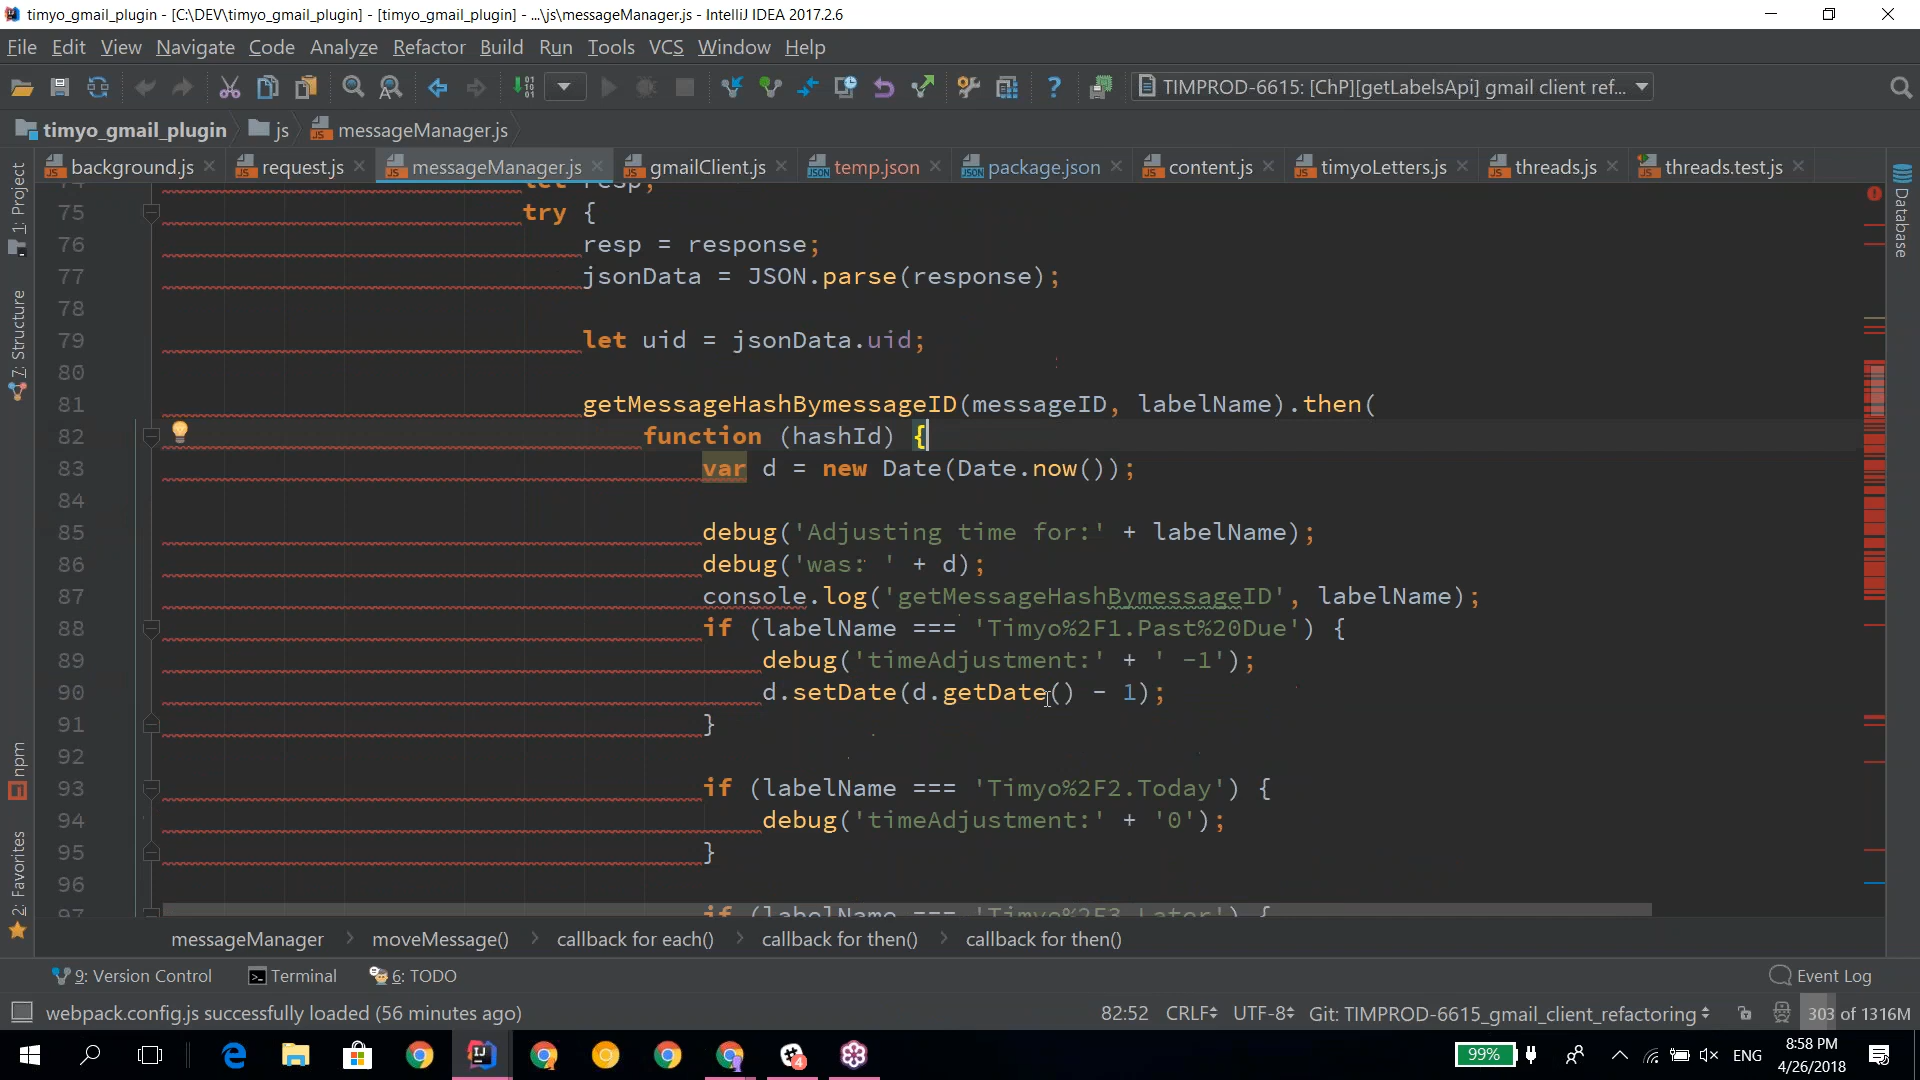 timyo_gmail_plugin - [C:\DEV\timyo_gmail_plugin] - [timyo_gmail_plugin] - ...\js\messageManager.js - IntelliJ IDEA 2017.2.6
File Edit View Navigate Code Analyze Refactor Build Run Tools VCS Window Help
TIMPROD-6615: [ChP][getLabelsApi] gmail client ref...
timyo_gmail_plugin js messageManager.js
background.js request.js messageManager.js gmailClient.js temp.json package.json content.js timyoLetters.js threads.js threads.test.js
1: Project
7: Structure
npm
2: Favorites
Database
74 let resp;
75 try {
76 resp = response;
77 jsonData = JSON.parse(response);
78
79 let uid = jsonData.uid;
80
81 getMessageHashBymessageID(messageID, labelName).then(
82 function (hashId) {
83 var d = new Date(Date.now());
84
85 debug('Adjusting time for:' + labelName);
86 debug('was: ' + d);
87 console.log('getMessageHashBymessageID', labelName);
88 if (labelName === 'Timyo%2F1.Past%20Due') {
89 debug('timeAdjustment:' + ' -1');
90 d.setDate(d.getDate() - 1);
91 }
92
93 if (labelName === 'Timyo%2F2.Today') {
94 debug('timeAdjustment:' + '0');
95 }
96
97 if (labelName === 'Timyo%2F3.Later') {
messageManager moveMessage() callback for each() callback for then() callback for then()
9: Version Control Terminal 6: TODO Event Log
webpack.config.js successfully loaded (56 minutes ago) 82:52 CRLF UTF-8 Git: TIMPROD-6615_gmail_client_refactoring 303 of 1316M
99% ENG 8:58 PM
4/26/2018